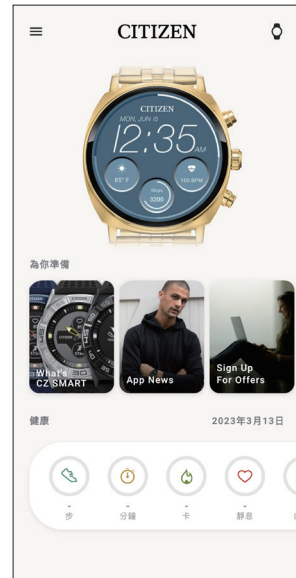 CITIZEN
CITIZEN
MON, JUN 15
12:35 AM
85° F
100 BPM
Steps
3200
為你準備
What's
CZ SMART
App News
Sign Up
For Offers
健康
2023年3月13日
- - - -
步 分鐘 卡 靜息